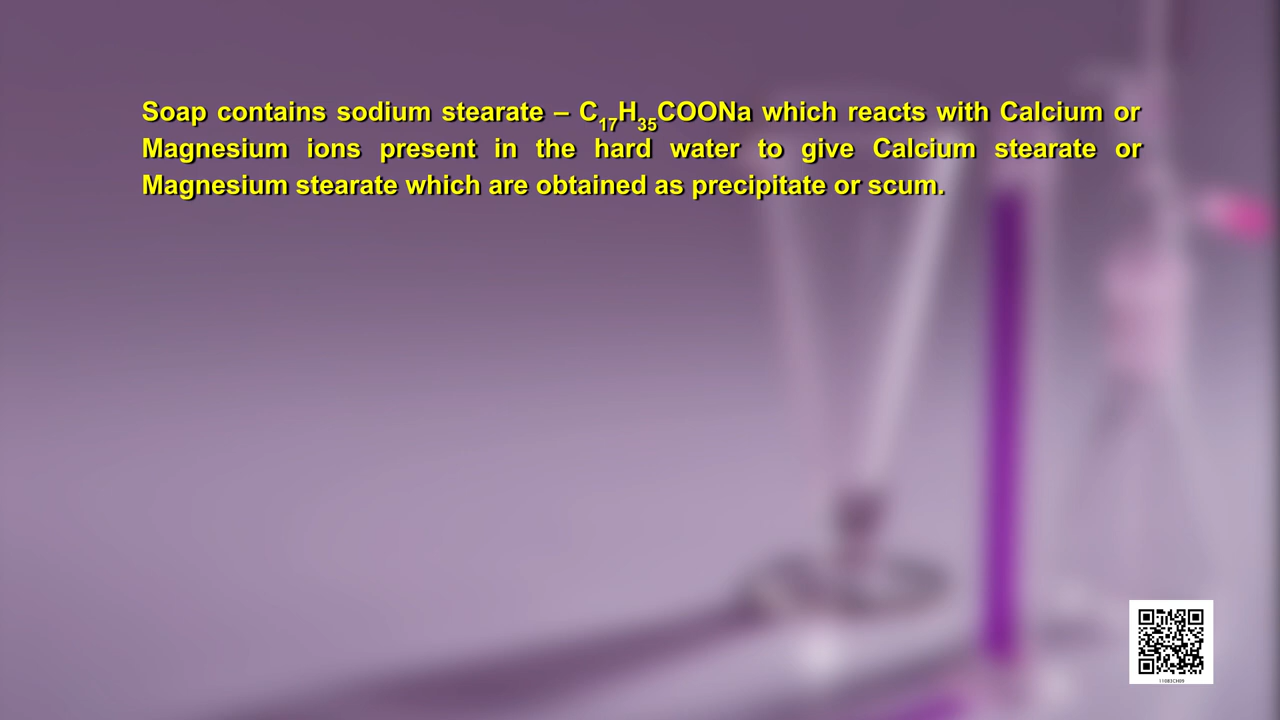 Soap contains sodium stearate – C₁₇H₃₅COONa which reacts with Calcium or
Magnesium ions present in the hard water to give Calcium stearate or
Magnesium stearate which are obtained as precipitate or scum.
11083CH09